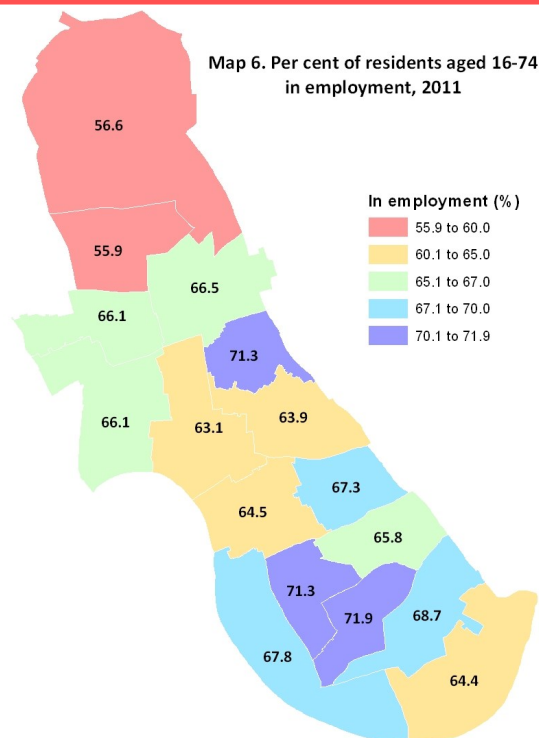 Map 6. Per cent of residents aged 16-74
in employment, 2011
56.6
In employment (%)
55.9 to 60.0
60.1 to 65.0
65.1 to 67.0
67.1 to 70.0
70.1 to 71.9
55.9
66.5
66.1
71.3
66.1
63.1
63.9
67.3
64.5
65.8
71.3
71.9
68.7
67.8
64.4